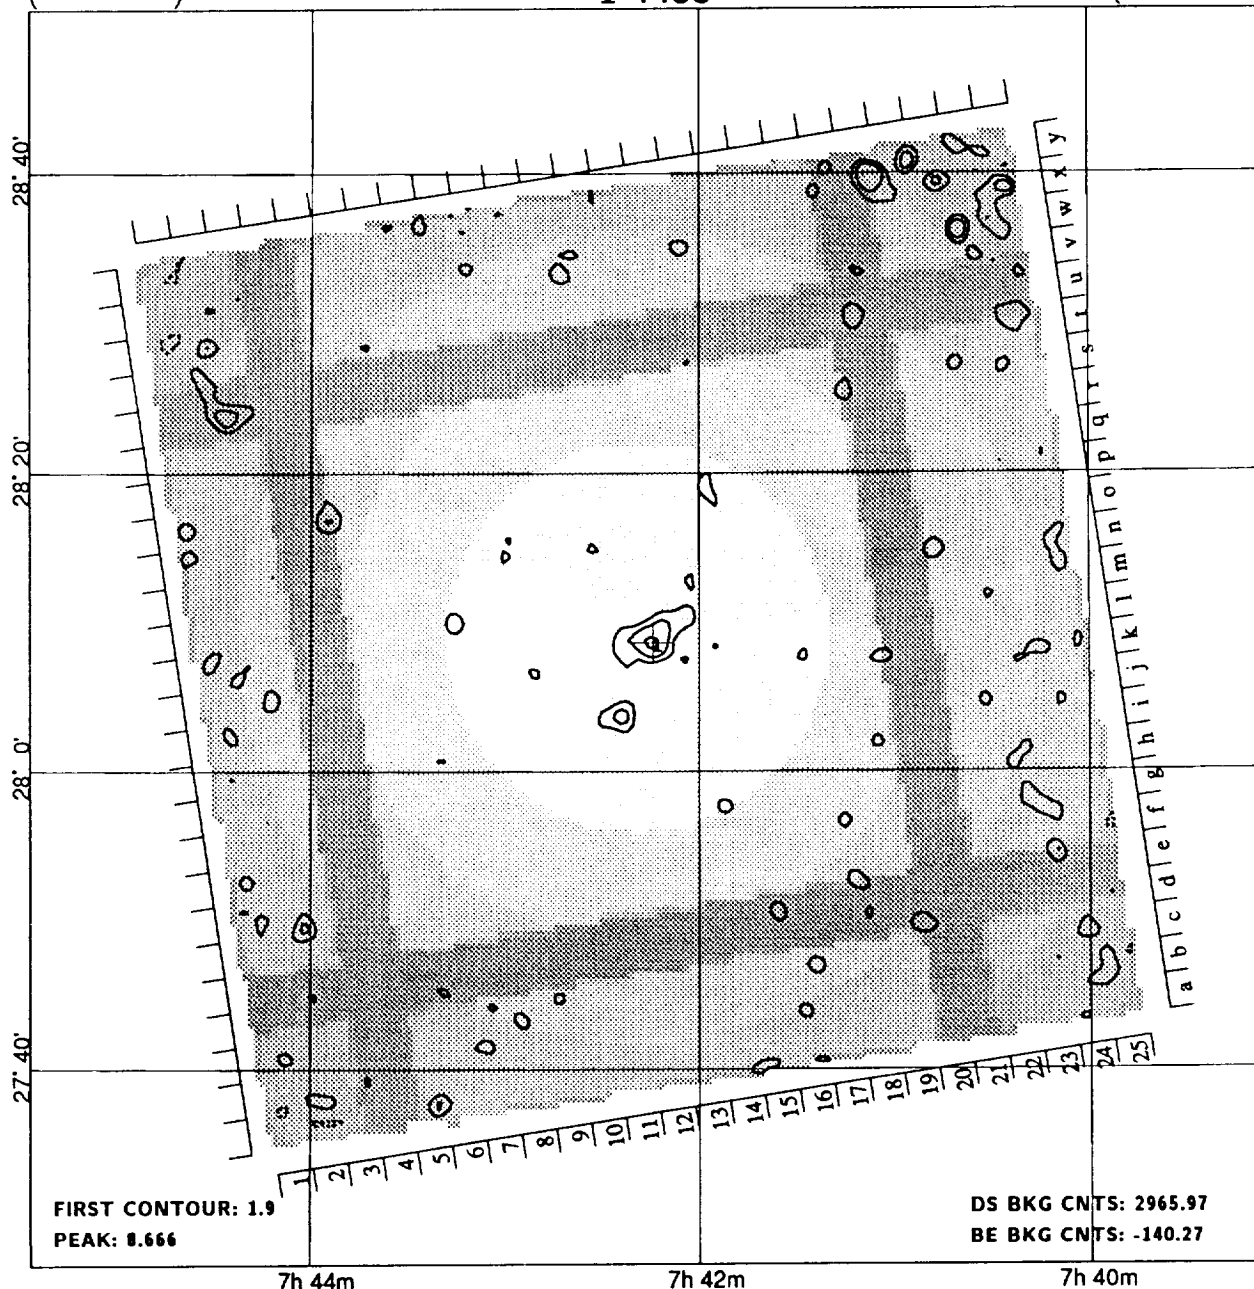 28° 40'
28° 20'
28° 0'
27° 40'
y
x
w
v
u
t
s
r
q
p
o
n
m
l
k
j
i
h
g
f
e
d
c
b
a
1 2 3 4 5 6 7 8 9 10 11 12 13 14 15 16 17 18 19 20 21 22 23 24 25
FIRST CONTOUR: 1.9
PEAK: 8.666
DS BKG CNTS: 2965.97
BE BKG CNTS: -140.27
7h 44m 7h 42m 7h 40m